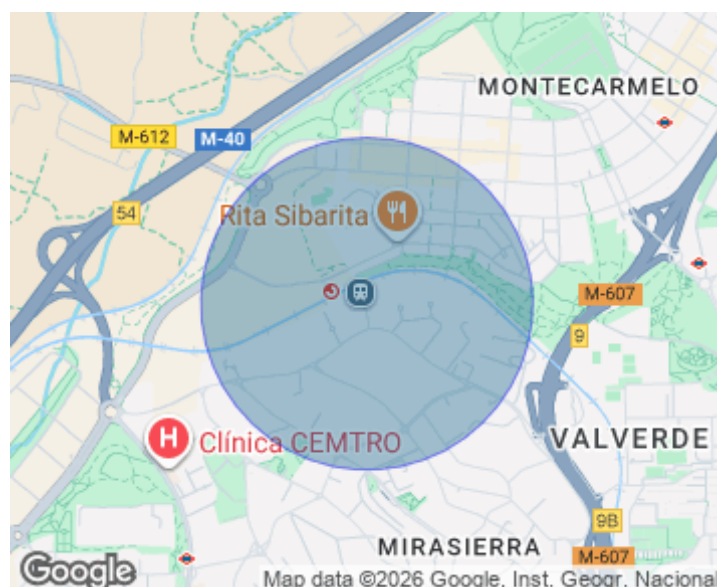 MONTECARMELO
M-612
M-40
54
Rita Sibarita
M-607
9
H
Clínica CEMTRO
VALVERDE
9B
MIRASIERRA
M-607
Google
Map data ©2026 Google, Inst. Geogr. Nacional